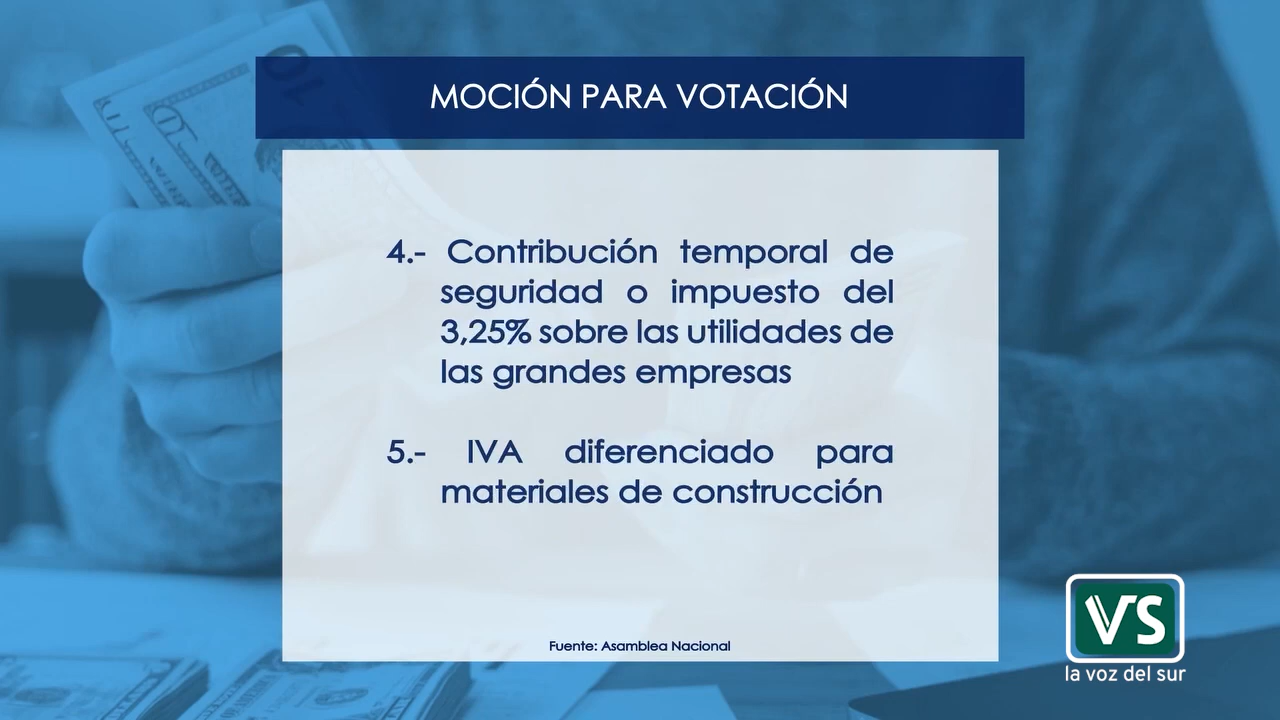 MOCIÓN PARA VOTACIÓN
4.- Contribución temporal de
seguridad o impuesto del
3,25% sobre las utilidades de
las grandes empresas
5.- IVA diferenciado para
materiales de construcción
Fuente: Asamblea Nacional
VS
la voz del sur
10